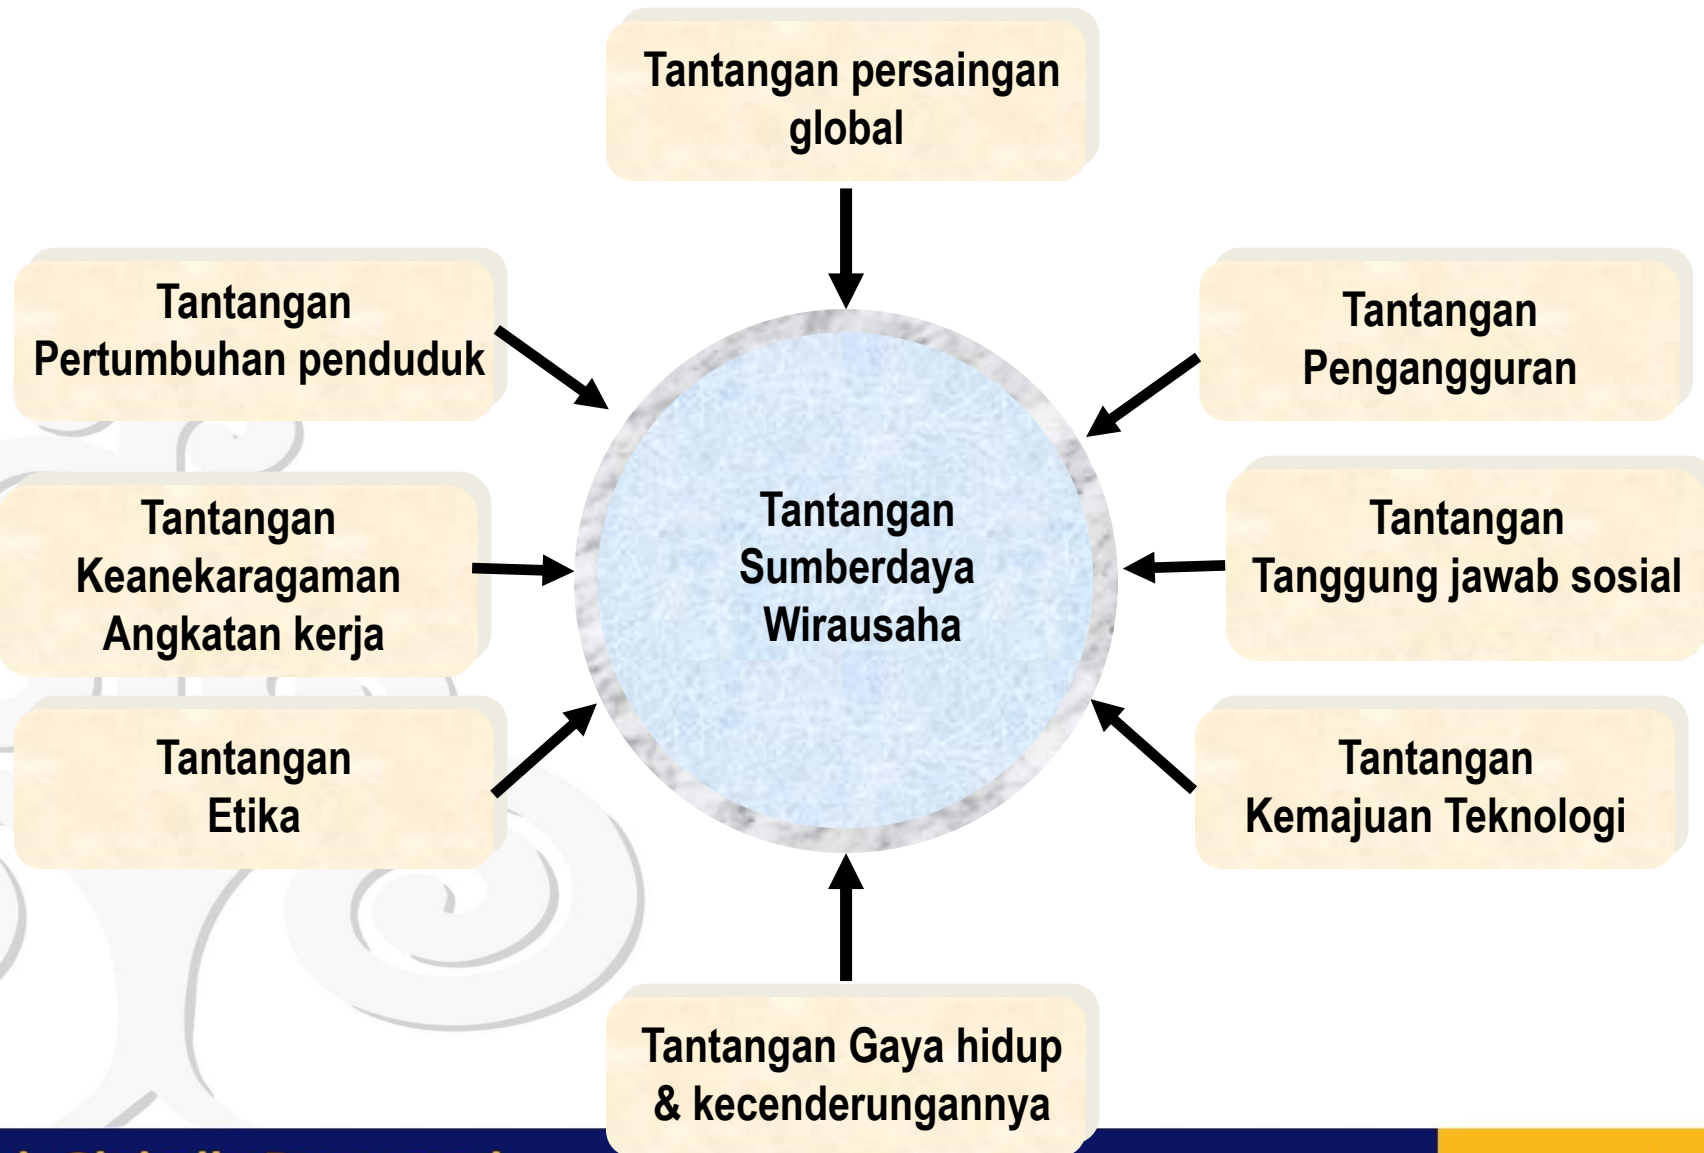 Tantangan persaingan
global
Tantangan
Pertumbuhan penduduk
Tantangan
Pengangguran
Tantangan
Keanekaragaman
Angkatan kerja
Tantangan
Sumberdaya
Wirausaha
Tantangan
Tanggung jawab sosial
Tantangan
Etika
Tantangan
Kemajuan Teknologi
Tantangan Gaya hidup
& kecenderungannya